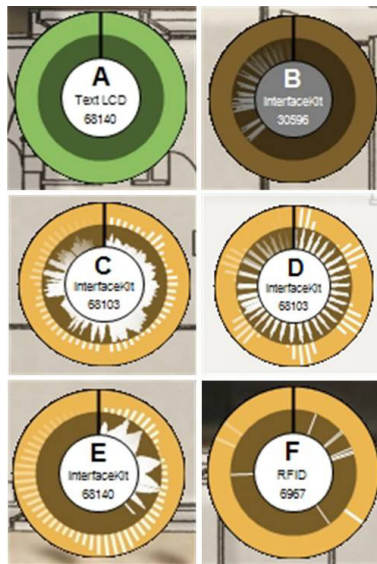 A
Text LCD
68140
B
InterfaceKit
30596
C
InterfaceKit
68103
D
InterfaceKit
68103
E
InterfaceKit
68140
F
RFID
6967